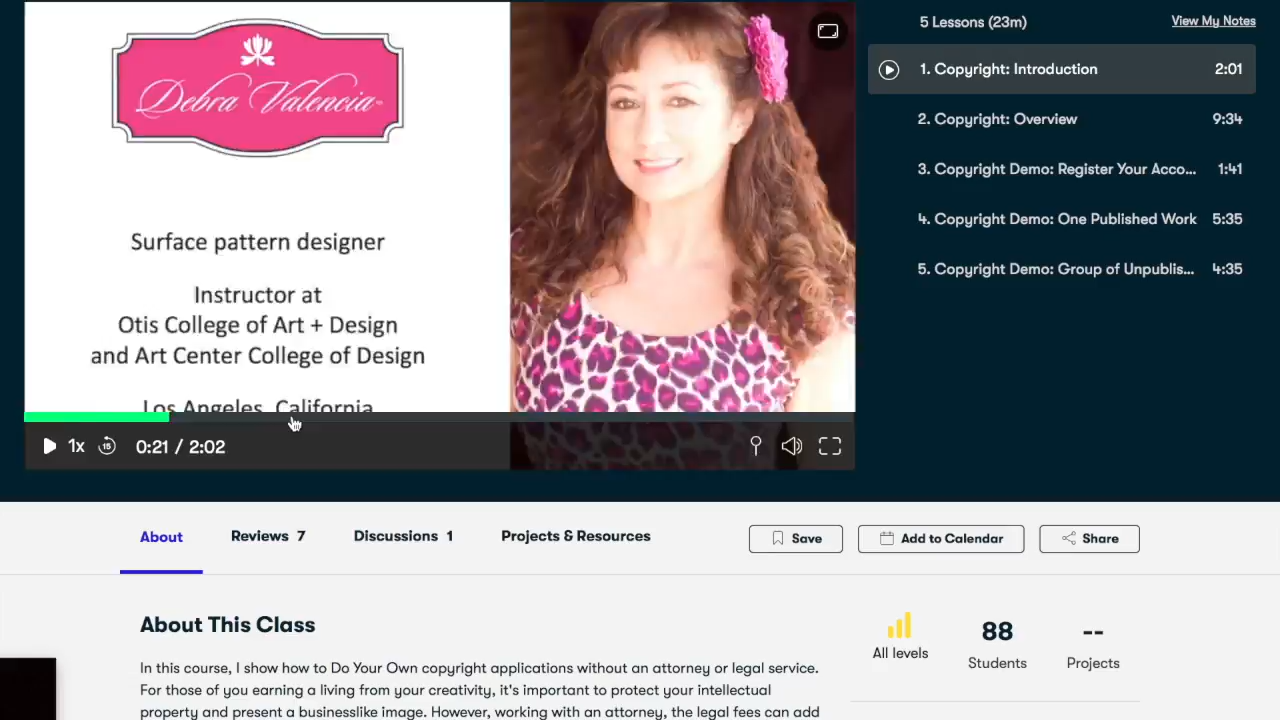 Debra Valencia
Surface pattern designer
Instructor at
Otis College of Art + Design
and Art Center College of Design
Los Angeles, California
1x
15
0:21 / 2:02
5 Lessons (23m)
View My Notes
1. Copyright: Introduction 2:01
2. Copyright: Overview 9:34
3. Copyright Demo: Register Your Acco... 1:41
4. Copyright Demo: One Published Work 5:35
5. Copyright Demo: Group of Unpublis... 4:35
About
Reviews 7
Discussions 1
Projects & Resources
Save
Add to Calendar
Share
About This Class
In this course, I show how to Do Your Own copyright applications without an attorney or legal service.
For those of you earning a living from your creativity, it's important to protect your intellectual
property and present a businesslike image. However, working with an attorney, the legal fees can add
All levels
88
Students
--
Projects